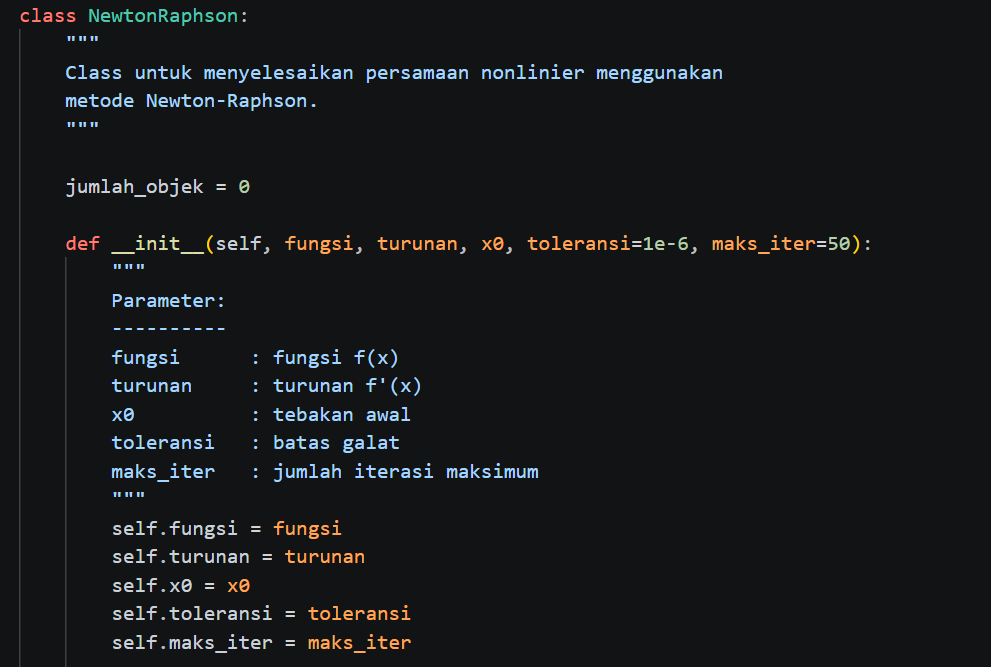 class NewtonRaphson:
    """
    Class untuk menyelesaikan persamaan nonlinier menggunakan
    metode Newton-Raphson.
    """

    jumlah_objek = 0

    def __init__(self, fungsi, turunan, x0, toleransi=1e-6, maks_iter=50):
        """
        Parameter:
        ----------
        fungsi      : fungsi f(x)
        turunan     : turunan f'(x)
        x0          : tebakan awal
        toleransi   : batas galat
        maks_iter   : jumlah iterasi maksimum
        """
        self.fungsi = fungsi
        self.turunan = turunan
        self.x0 = x0
        self.toleransi = toleransi
        self.maks_iter = maks_iter